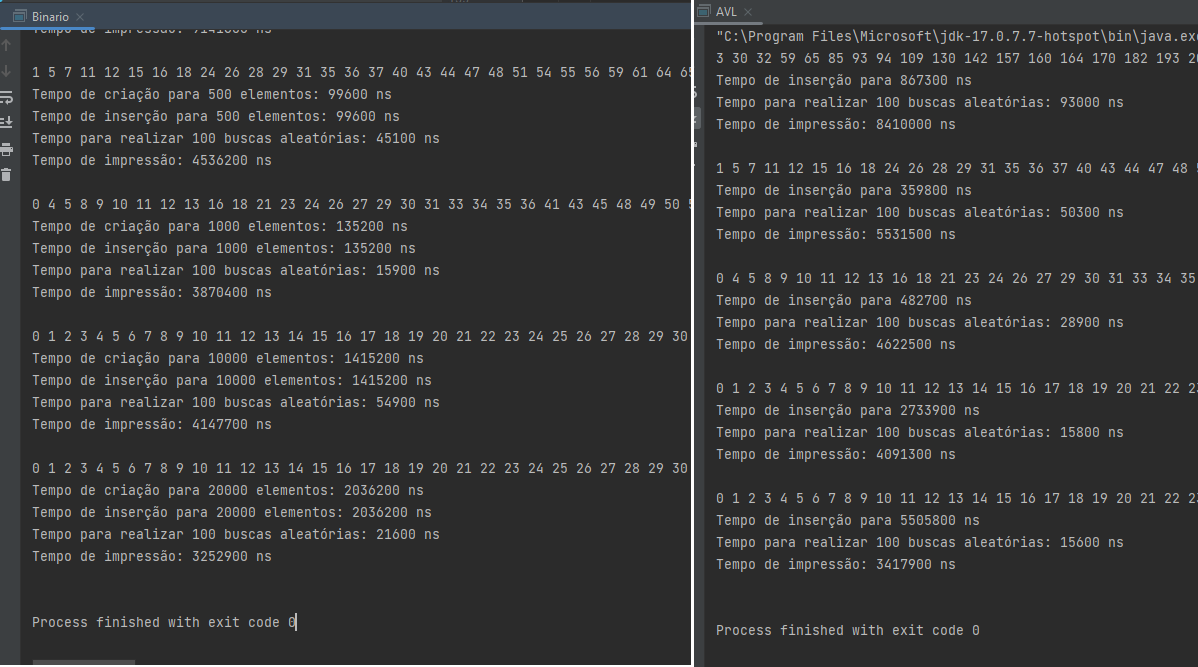 Binario
Tempo de impressão: 9141000 ns
1 5 7 11 12 15 16 18 24 26 28 29 31 35 36 37 40 43 44 47 48 51 54 55 56 59 61 64 65
Tempo de criação para 500 elementos: 99600 ns
Tempo de inserção para 500 elementos: 99600 ns
Tempo para realizar 100 buscas aleatórias: 45100 ns
Tempo de impressão: 4536200 ns
0 4 5 8 9 10 11 12 13 16 18 21 23 24 26 27 29 30 31 33 34 35 36 41 43 45 48 49 50
Tempo de criação para 1000 elementos: 135200 ns
Tempo de inserção para 1000 elementos: 135200 ns
Tempo para realizar 100 buscas aleatórias: 15900 ns
Tempo de impressão: 3870400 ns
0 1 2 3 4 5 6 7 8 9 10 11 12 13 14 15 16 17 18 19 20 21 22 23 24 25 26 27 28 29 30
Tempo de criação para 10000 elementos: 1415200 ns
Tempo de inserção para 10000 elementos: 1415200 ns
Tempo para realizar 100 buscas aleatórias: 54900 ns
Tempo de impressão: 4147700 ns
0 1 2 3 4 5 6 7 8 9 10 11 12 13 14 15 16 17 18 19 20 21 22 23 24 25 26 27 28 29 30
Tempo de criação para 20000 elementos: 2036200 ns
Tempo de inserção para 20000 elementos: 2036200 ns
Tempo para realizar 100 buscas aleatórias: 21600 ns
Tempo de impressão: 3252900 ns
Process finished with exit code 0
AVL
"C:\Program Files\Microsoft\jdk-17.0.7.7-hotspot\bin\java.exe
3 30 32 59 65 85 93 94 109 130 142 157 160 164 170 182 193
Tempo de inserção para 867300 ns
Tempo para realizar 100 buscas aleatórias: 93000 ns
Tempo de impressão: 8410000 ns
1 5 7 11 12 15 16 18 24 26 28 29 31 35 36 37 40 43 44 47 48
Tempo de inserção para 359800 ns
Tempo para realizar 100 buscas aleatórias: 50300 ns
Tempo de impressão: 5531500 ns
0 4 5 8 9 10 11 12 13 16 18 21 23 24 26 27 29 30 31 33 34 35
Tempo de inserção para 482700 ns
Tempo para realizar 100 buscas aleatórias: 28900 ns
Tempo de impressão: 4622500 ns
0 1 2 3 4 5 6 7 8 9 10 11 12 13 14 15 16 17 18 19 20 21 22 23
Tempo de inserção para 2733900 ns
Tempo para realizar 100 buscas aleatórias: 15800 ns
Tempo de impressão: 4091300 ns
0 1 2 3 4 5 6 7 8 9 10 11 12 13 14 15 16 17 18 19 20 21 22 23
Tempo de inserção para 5505800 ns
Tempo para realizar 100 buscas aleatórias: 15600 ns
Tempo de impressão: 3417900 ns
Process finished with exit code 0